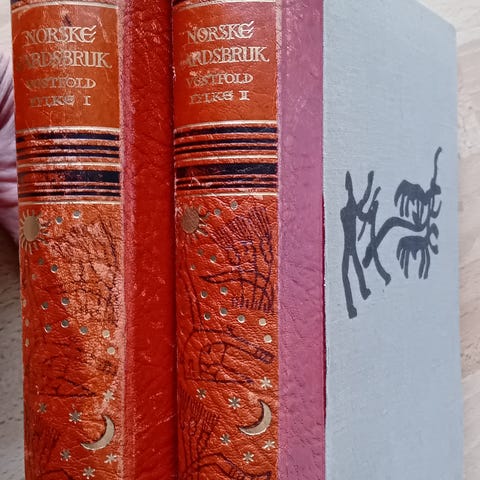 NORSKE
GARDSBRUK
VESTFOLD
FYLKE I
NORSKE
GARDSBRUK
VESTFOLD
FYLKE II